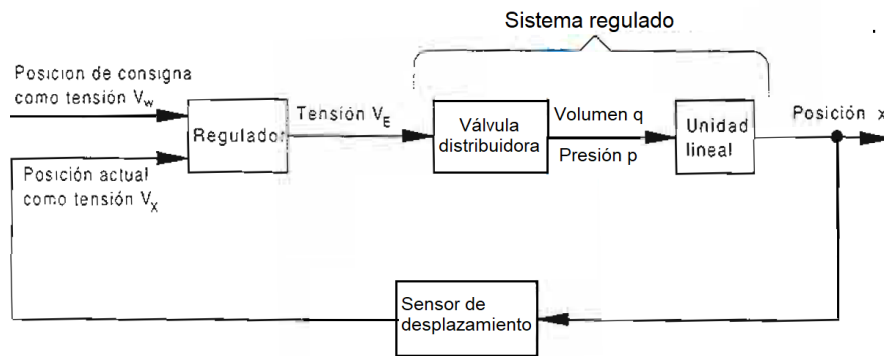 Sistema regulado
Posicion de consigna
como tensión Vw
Regulador
Tensión VE
Válvula
distribuidora
Volumen q
Presión p
Unidad
lineal
Posición x
Posición actual
como tensión Vx
Sensor de
desplazamiento